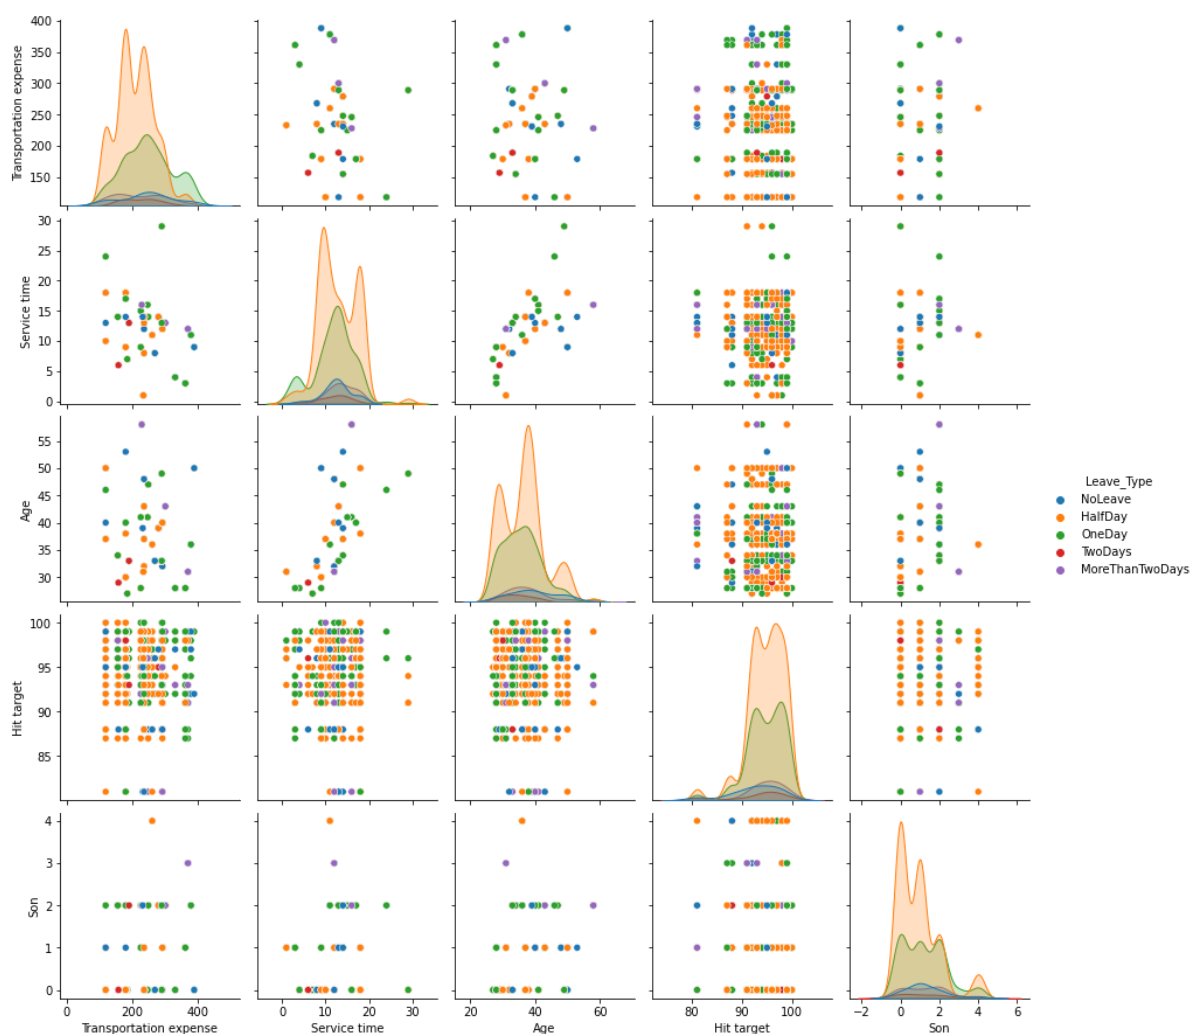 400
350
300
250
200
150
Transportation expense
30
25
20
15
10
5
0
Service time
55
50
45
40
35
30
Age
Leave_Type
NoLeave
HalfDay
OneDay
TwoDays
MoreThanTwoDays
100
95
90
85
Hit target
4
3
2
1
0
Son
0 200 400
Transportation expense
0 10 20 30
Service time
20 40 60
Age
80 90 100
Hit target
−2 0 2 4 6
Son